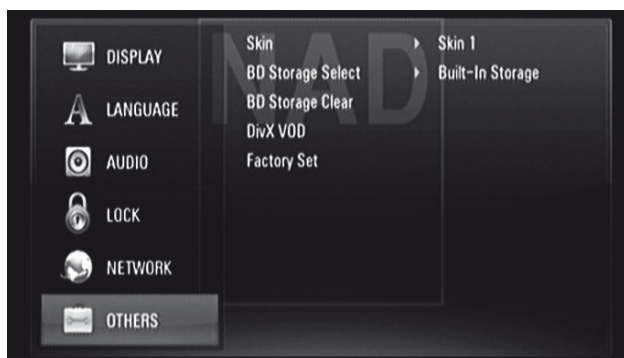 NAD
DISPLAY
LANGUAGE
AUDIO
LOCK
NETWORK
OTHERS
Skin
BD Storage Select
BD Storage Clear
DivX VOD
Factory Set
Skin 1
Built-In Storage